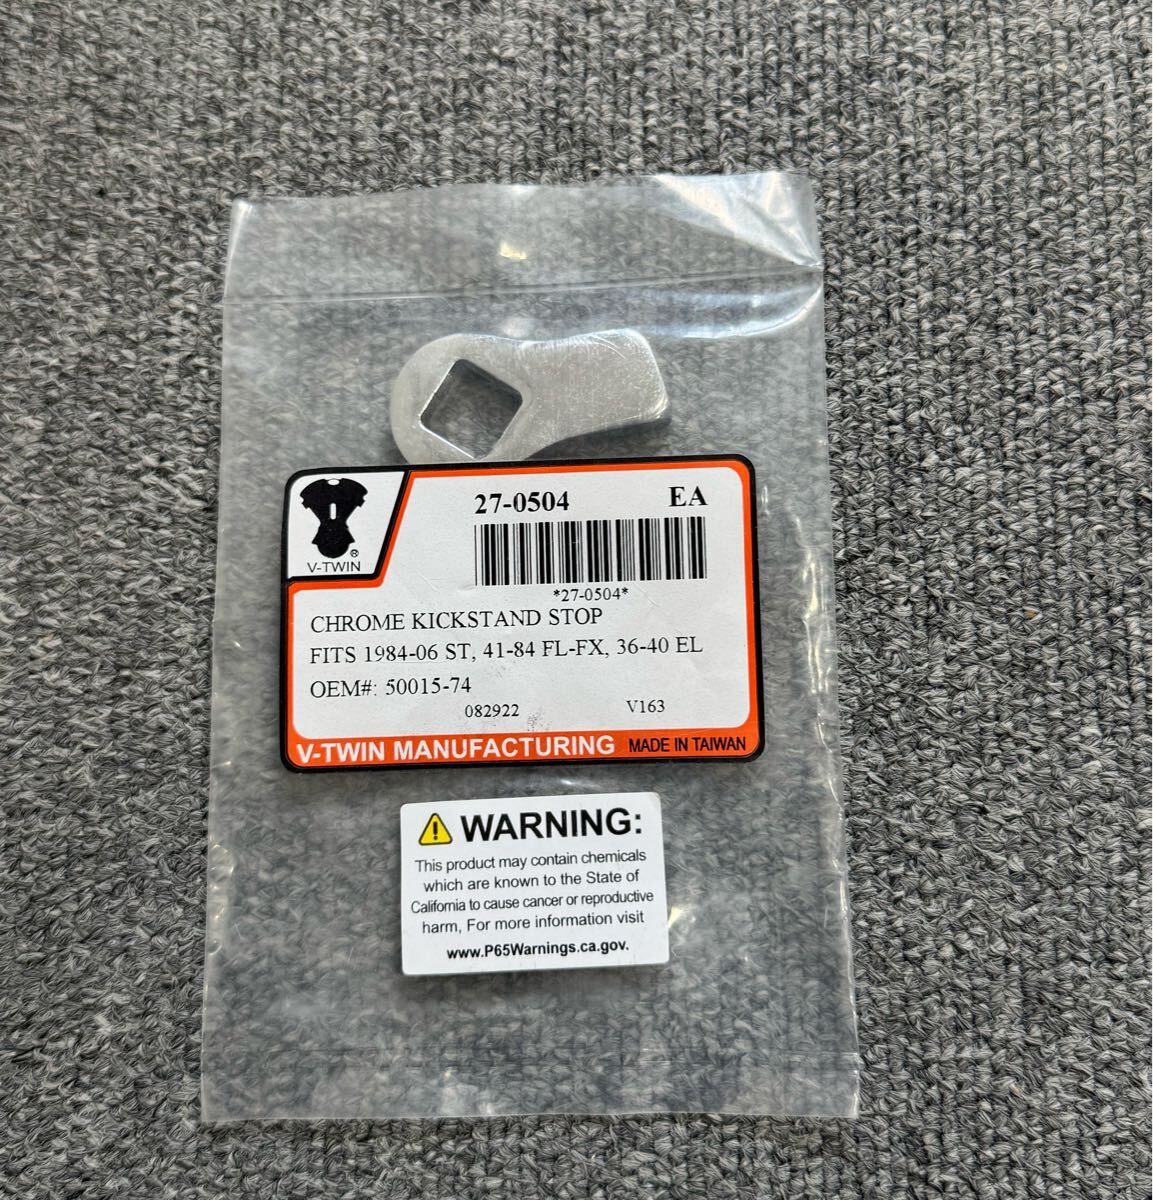 27-0504 EA
*27-0504*
® 
V-TWIN
CHROME KICKSTAND STOP
FITS 1984-06 ST, 41-84 FL-FX, 36-40 EL
OEM#: 50015-74
082922 V163
V-TWIN MANUFACTURING MADE IN TAIWAN
WARNING:
This product may contain chemicals
which are known to the State of
California to cause cancer or reproductive
harm, For more information visit
www.P65Warnings.ca.gov.